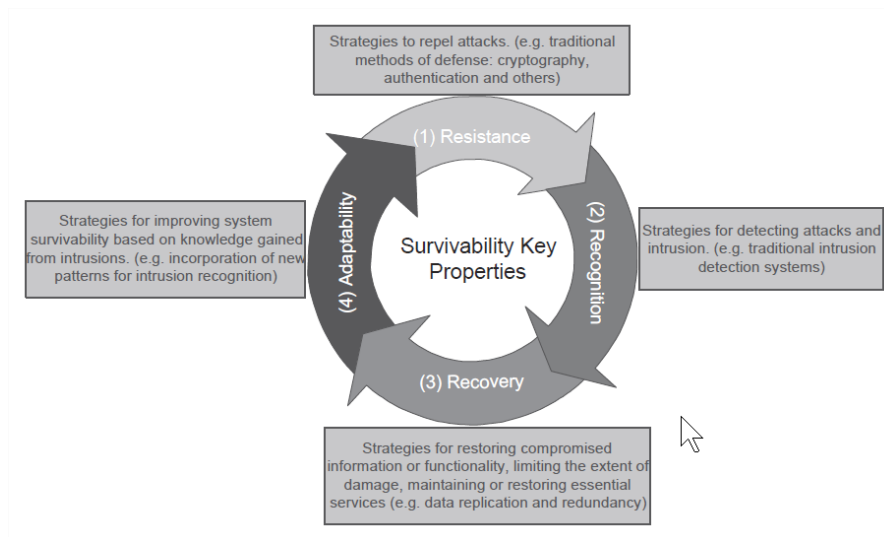 Strategies to repel attacks. (e.g. traditional
methods of defense: cryptography,
authentication and others)
(1) Resistance
(2) Recognition
Strategies for detecting attacks and
intrusion. (e.g. traditional intrusion
detection systems)
Survivability Key
Properties
(3) Recovery
Strategies for restoring compromised
information or functionality, limiting the extent of
damage, maintaining or restoring essential
services (e.g. data replication and redundancy)
(4) Adaptability
Strategies for improving system
survivability based on knowledge gained
from intrusions. (e.g. incorporation of new
patterns for intrusion recognition)